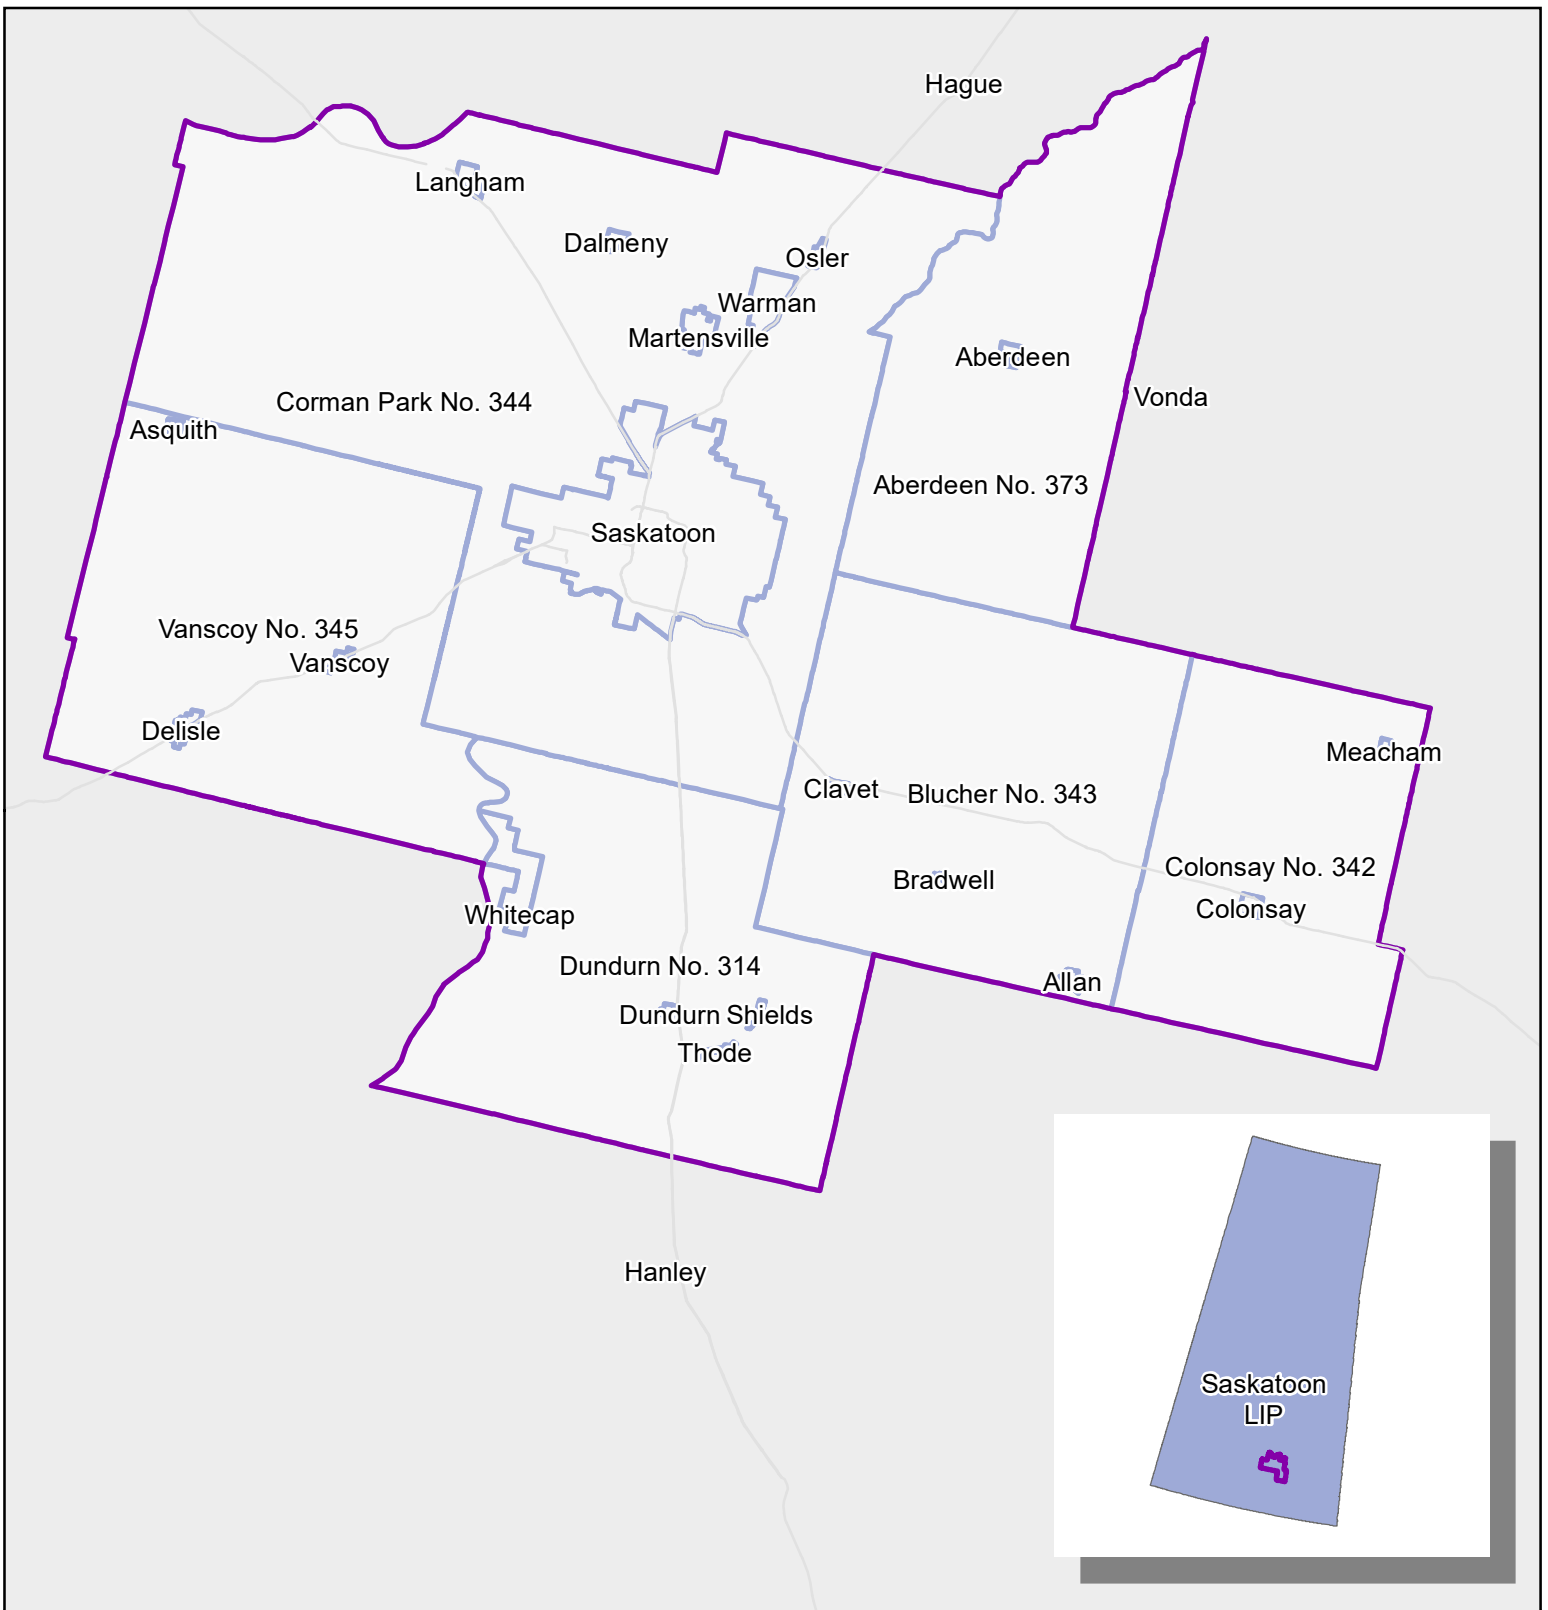 Hague
Langham
Dalmeny
Osler
Warman
Martensville
Aberdeen
Vonda
Corman Park No. 344
Asquith
Aberdeen No. 373
Saskatoon
Vanscoy No. 345
Vanscoy
Delisle
Meacham
Clavet
Blucher No. 343
Colonsay No. 342
Bradwell
Colonsay
Whitecap
Dundurn No. 314
Allan
Dundurn
Shields
Thode
Hanley
Saskatoon
LIP